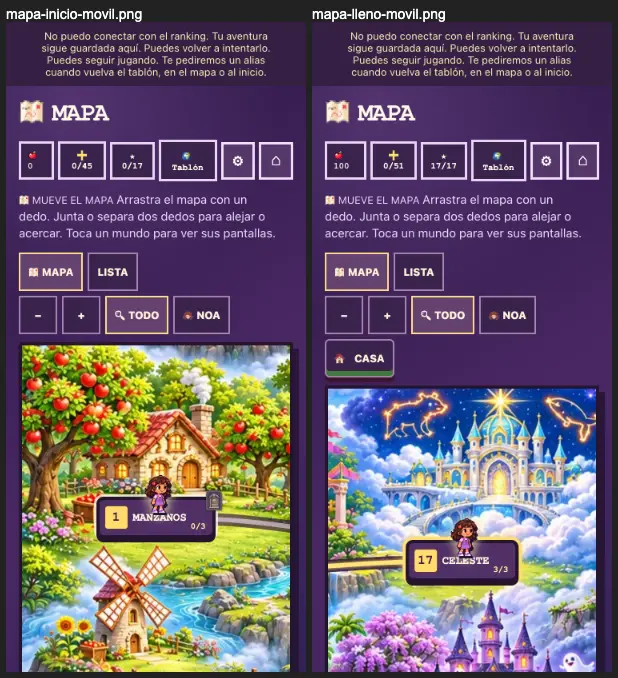 mapa-inicio-movil.png
No puedo conectar con el ranking. Tu aventura
sigue guardada aquí. Puedes volver a intentarlo.
Puedes seguir jugando. Te pediremos un alias
cuando vuelva el tablón, en el mapa o al inicio.
MAPA
0
0/45
0/17
Tablón
MUEVE EL MAPA Arrastra el mapa con un
dedo. Junta o separa dos dedos para alejar o
acercar. Toca un mundo para ver sus pantallas.
MAPA
LISTA
−
+
TODO
NOA
1
MANZANOS
0/3
mapa-lleno-movil.png
No puedo conectar con el ranking. Tu aventura
sigue guardada aquí. Puedes volver a intentarlo.
Puedes seguir jugando. Te pediremos un alias
cuando vuelva el tablón, en el mapa o al inicio.
MAPA
100
0/51
17/17
Tablón
MUEVE EL MAPA Arrastra el mapa con un
dedo. Junta o separa dos dedos para alejar o
acercar. Toca un mundo para ver sus pantallas.
MAPA
LISTA
−
+
TODO
NOA
CASA
17
CELESTE
3/3